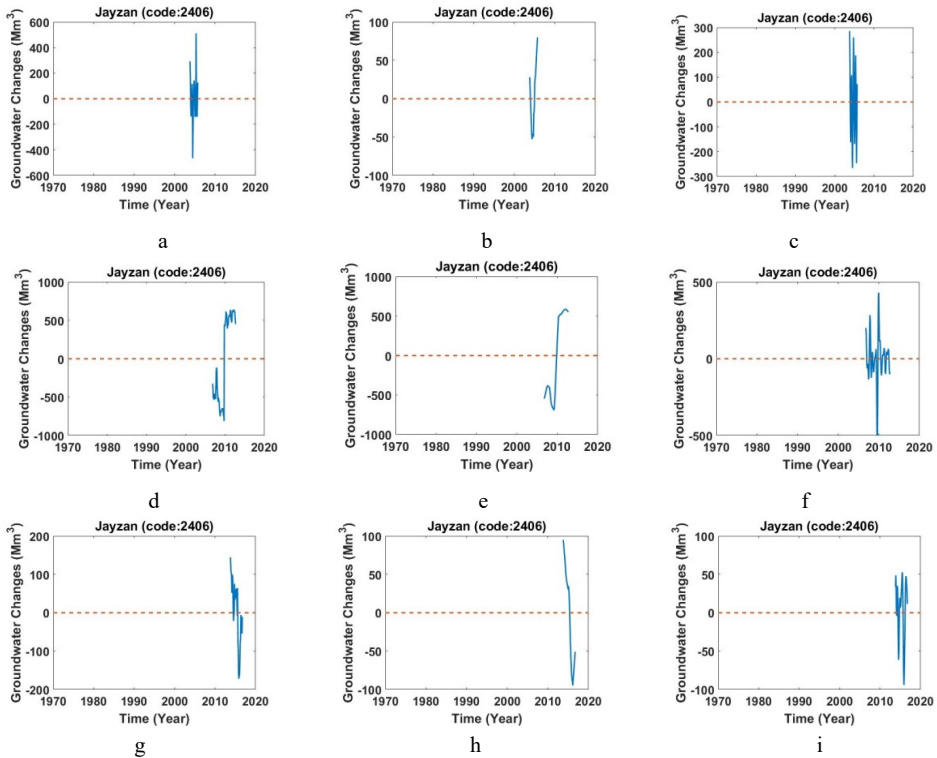 Jayzan (code:2406) Jayzan (code:2406) Jayzan (code:2406)
Groundwater Changes (Mm³) Groundwater Changes (Mm³) Groundwater Changes (Mm³)
600 100 300
400 200
200 50 100
0 0 0
-200 -100
-400 -50 -200
-600 -100 -300
1970 1980 1990 2000 2010 2020 1970 1980 1990 2000 2010 2020 1970 1980 1990 2000 2010 2020
Time (Year) Time (Year) Time (Year)
a b c
Jayzan (code:2406) Jayzan (code:2406) Jayzan (code:2406)
Groundwater Changes (Mm³) Groundwater Changes (Mm³) Groundwater Changes (Mm³)
1000 1000 500
500 500
0 0 0
-500 -500
-1000 -1000 -500
1970 1980 1990 2000 2010 2020 1970 1980 1990 2000 2010 2020 1970 1980 1990 2000 2010 2020
Time (Year) Time (Year) Time (Year)
d e f
Jayzan (code:2406) Jayzan (code:2406) Jayzan (code:2406)
Groundwater Changes (Mm³) Groundwater Changes (Mm³) Groundwater Changes (Mm³)
200 100 100
100 50 50
0 0 0
-100 -50 -50
-200 -100 -100
1970 1980 1990 2000 2010 2020 1970 1980 1990 2000 2010 2020 1970 1980 1990 2000 2010 2020
Time (Year) Time (Year) Time (Year)
g h i